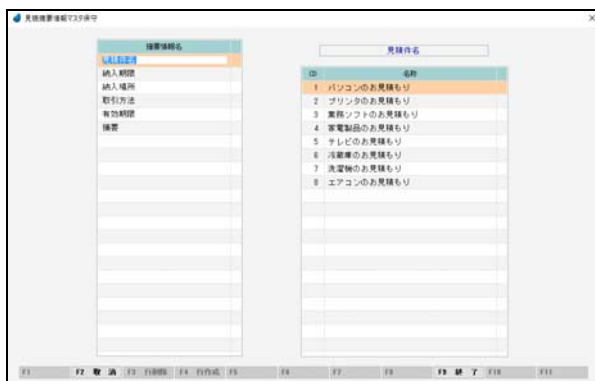 見積摘要情報マスタ保守
摘要情報名
見積件名
納入期限
納入場所
取引方法
有効期限
摘要
見積件名
CD 名称
1 パソコンのお見積もり
2 プリンタのお見積もり
3 業務ソフトのお見積もり
4 家電製品のお見積もり
5 テレビのお見積もり
6 冷蔵庫のお見積もり
7 洗濯機のお見積もり
8 エアコンのお見積もり
F1 F2 取 消 F3 行削除 F4 行作成 F5 F6 F7 F8 F9 終 了 F10 F11